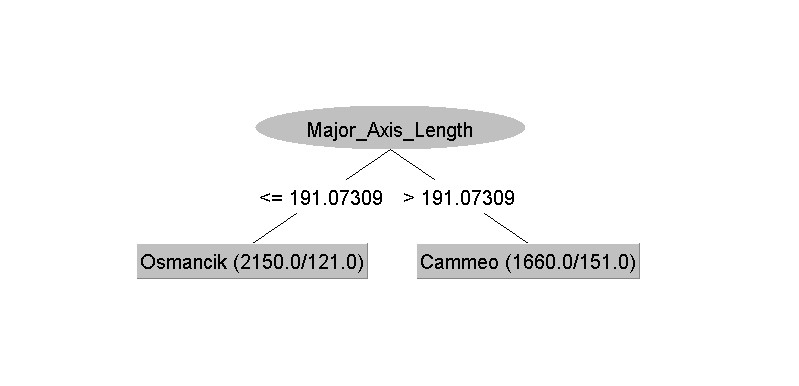 Major_Axis_Length
<= 191.07309 > 191.07309
Osmancik (2150.0/121.0) Cammeo (1660.0/151.0)